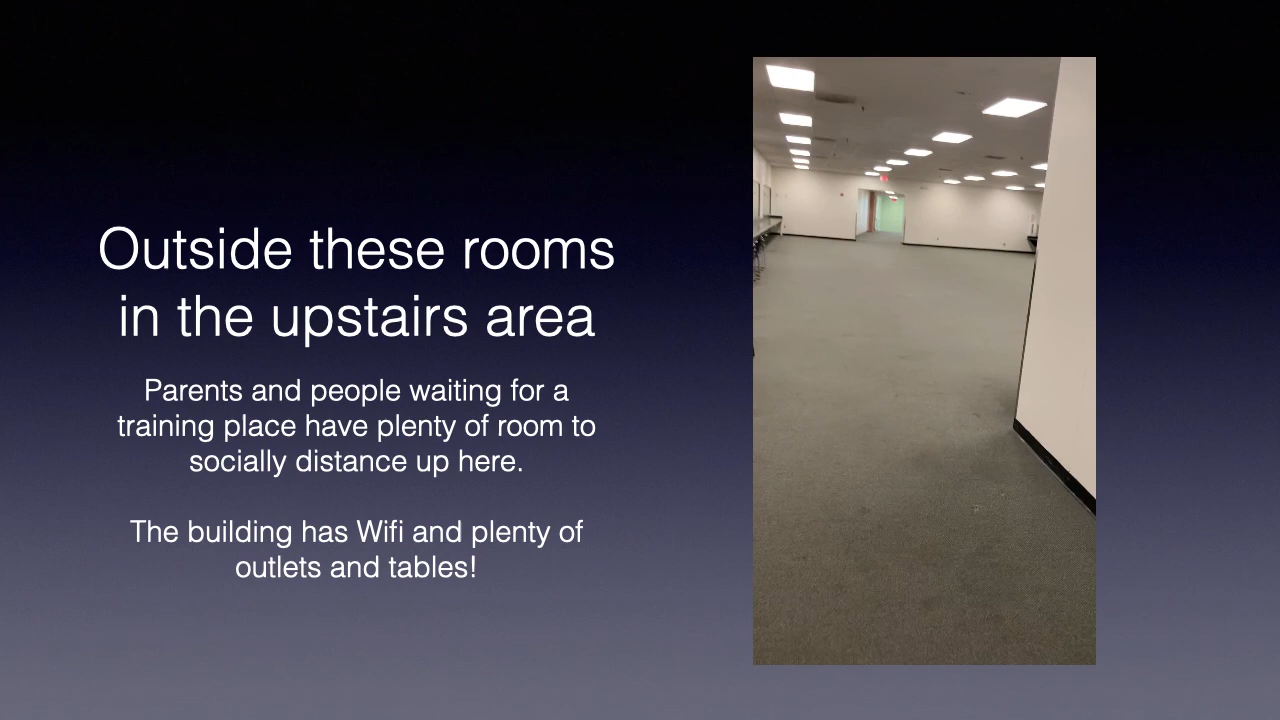 Outside these rooms
in the upstairs area
Parents and people waiting for a
training place have plenty of room to
socially distance up here.
The building has Wifi and plenty of
outlets and tables!